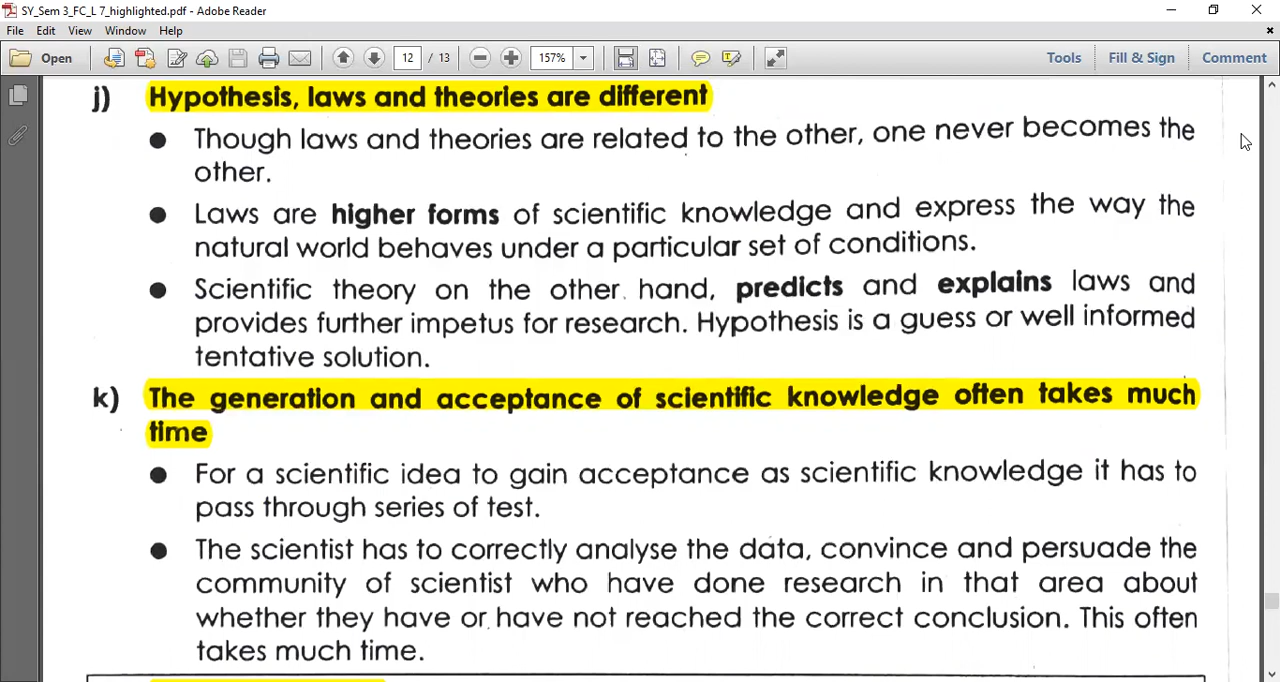 SY_Sem 3_FC_L 7_highlighted.pdf - Adobe Reader
File Edit View Window Help
Open 12 / 13 157% Tools Fill & Sign Comment
j) Hypothesis, laws and theories are different
● Though laws and theories are related to the other, one never becomes the
other.
● Laws are higher forms of scientific knowledge and express the way the
natural world behaves under a particular set of conditions.
● Scientific theory on the other hand, predicts and explains laws and
provides further impetus for research. Hypothesis is a guess or well informed
tentative solution.
k) The generation and acceptance of scientific knowledge often takes much
time
● For a scientific idea to gain acceptance as scientific knowledge it has to
pass through series of test.
● The scientist has to correctly analyse the data, convince and persuade the
community of scientist who have done research in that area about
whether they have or have not reached the correct conclusion. This often
takes much time.